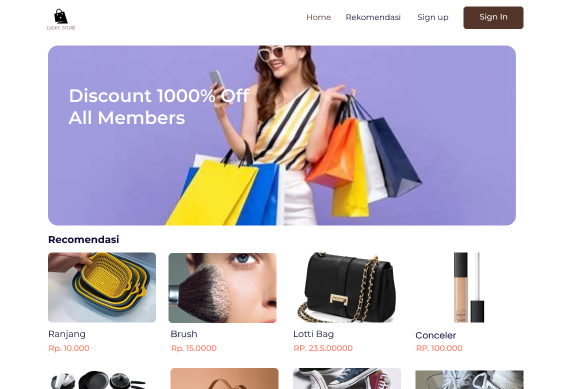 Home Rekomendasi Sign up Sign In
LUCKY STORE
Discount 1000% Off
All Members
Recomendasi
Ranjang Brush Lotti Bag Conceler
Rp. 10.000 Rp. 15.0000 RP. 23.5.00000 RP. 100.000